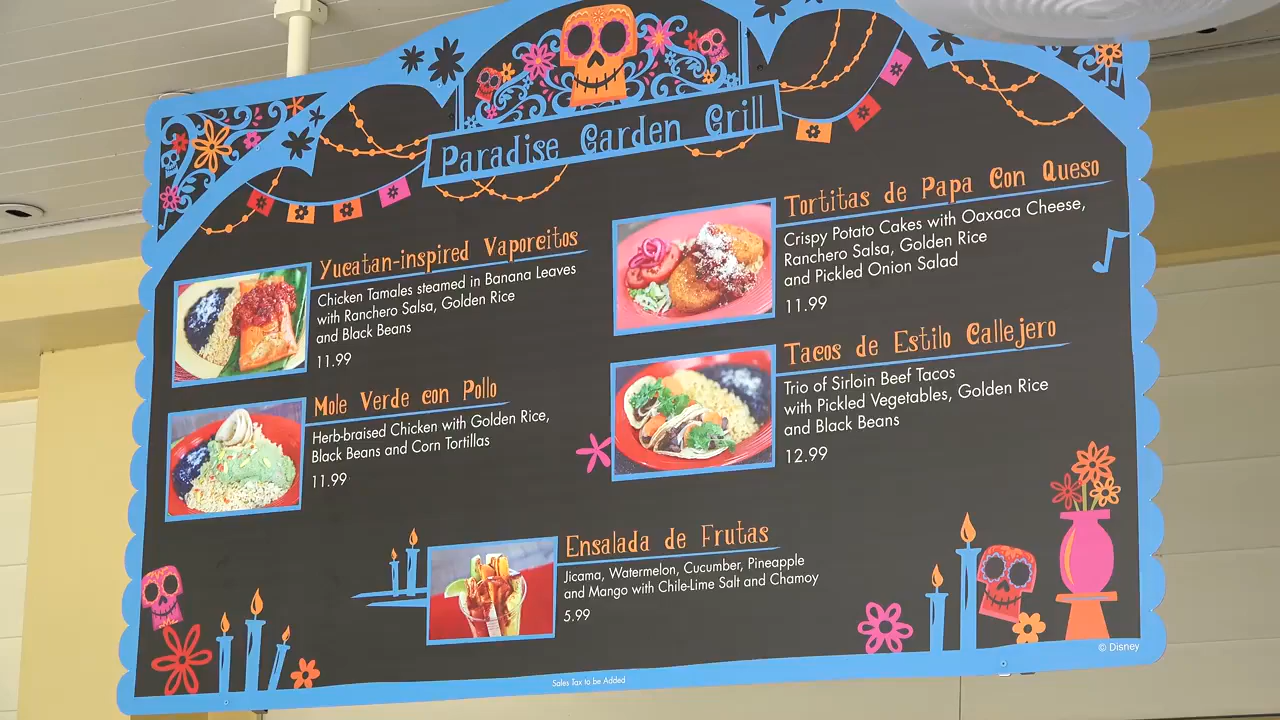 Paradise Garden Grill
Yucatan-inspired Vaporcitos
Chicken Tamales steamed in Banana Leaves
with Ranchero Salsa, Golden Rice
and Black Beans
11.99
Mole Verde con Pollo
Herb-braised Chicken with Golden Rice,
Black Beans and Corn Tortillas
11.99
Tortitas de Papa Con Queso
Crispy Potato Cakes with Oaxaca Cheese,
Ranchero Salsa, Golden Rice
and Pickled Onion Salad
11.99
Tacos de Estilo Callejero
Trio of Sirloin Beef Tacos
with Pickled Vegetables, Golden Rice
and Black Beans
12.99
Ensalada de Frutas
Jicama, Watermelon, Cucumber, Pineapple
and Mango with Chile-Lime Salt and Chamoy
5.99
Sales Tax to be Added
© Disney